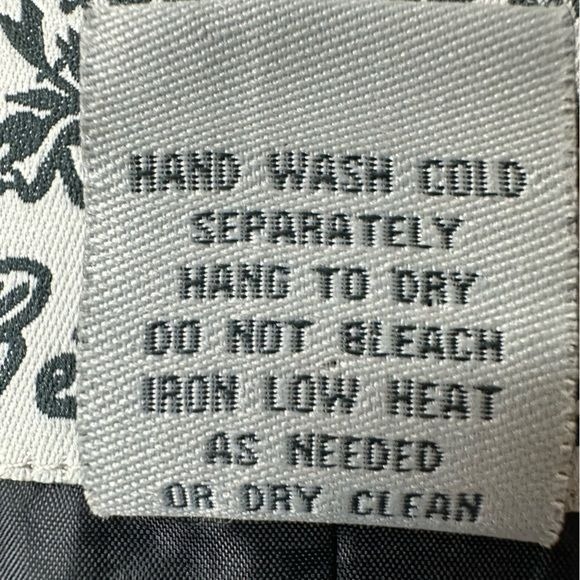 HAND WASH COLD
SEPARATELY
HANG TO DRY
DO NOT BLEACH
IRON LOW HEAT
AS NEEDED
OR DRY CLEAN